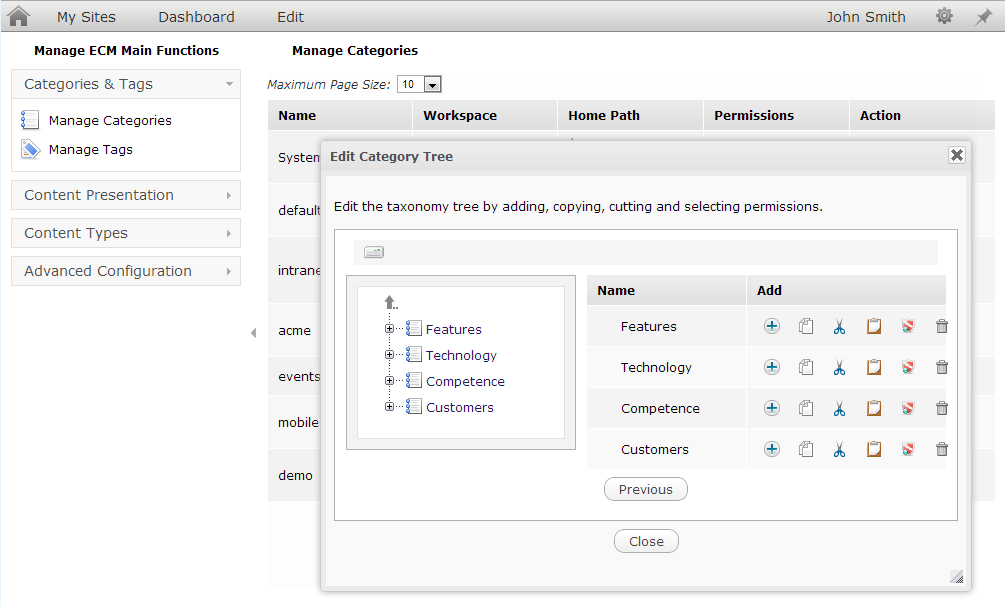 My Sites Dashboard Edit John Smith
Manage ECM Main Functions
Categories & Tags
Manage Categories
Manage Tags
Content Presentation
Content Types
Advanced Configuration
Manage Categories
Maximum Page Size: 10
Name Workspace Home Path Permissions Action
System
default
intrane
acme
events
mobile
demo
Edit Category Tree
Edit the taxonomy tree by adding, copying, cutting and selecting permissions.
Features
Technology
Competence
Customers
Name Add
Features
Technology
Competence
Customers
Previous
Close